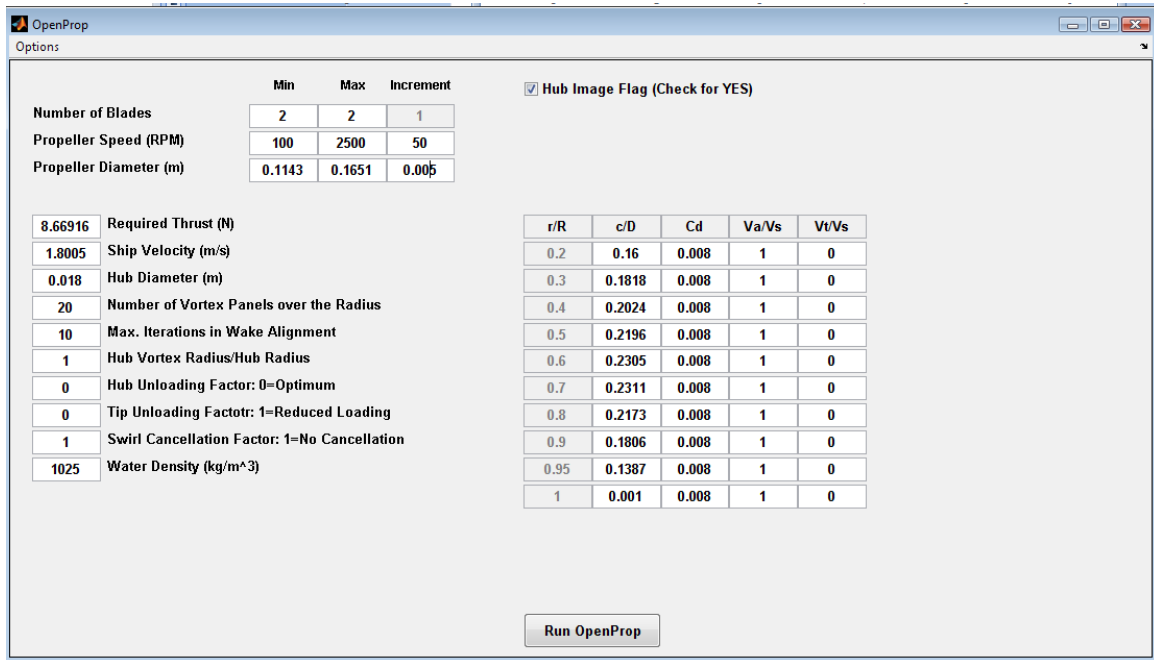 OpenProp
Options
Min Max Increment
Hub Image Flag (Check for YES)
Number of Blades 2 2 1
Propeller Speed (RPM) 100 2500 50
Propeller Diameter (m) 0.1143 0.1651 0.005
8.66916 Required Thrust (N)
1.8005 Ship Velocity (m/s)
0.018 Hub Diameter (m)
20 Number of Vortex Panels over the Radius
10 Max. Iterations in Wake Alignment
1 Hub Vortex Radius/Hub Radius
0 Hub Unloading Factor: 0=Optimum
0 Tip Unloading Factotr: 1=Reduced Loading
1 Swirl Cancellation Factor: 1=No Cancellation
1025 Water Density (kg/m^3)
r/R c/D Cd Va/Vs Vt/Vs
0.2 0.16 0.008 1 0
0.3 0.1818 0.008 1 0
0.4 0.2024 0.008 1 0
0.5 0.2196 0.008 1 0
0.6 0.2305 0.008 1 0
0.7 0.2311 0.008 1 0
0.8 0.2173 0.008 1 0
0.9 0.1806 0.008 1 0
0.95 0.1387 0.008 1 0
1 0.001 0.008 1 0
Run OpenProp